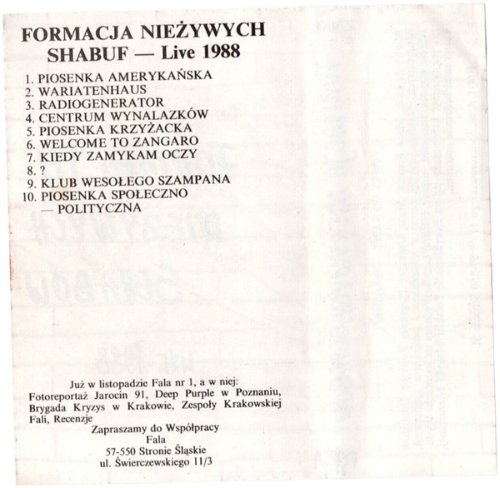 FORMACJA NIEŻYWYCH
SHABUF — Live 1988
1. PIOSENKA AMERYKAŃSKA
2. WARIATENHAUS
3. RADIOGENERATOR
4. CENTRUM WYNALAZKÓW
5. PIOSENKA KRZYŻACKA
6. WELCOME TO ZANGARO
7. KIEDY ZAMYKAM OCZY
8. ?
9. KLUB WESOŁEGO SZAMPANA
10. PIOSENKA SPOŁECZNO
— POLITYCZNA
Już w listopadzie Fala nr 1, a w niej:
Fotoreportaż Jarocin 91, Deep Purple w Poznaniu,
Brygada Kryzys w Krakowie, Zespoły Krakowskiej
Fali, Recenzje
Zapraszamy do Współpracy
Fala
57-550 Stronie Śląskie
ul. Świerczewskiego 11/3